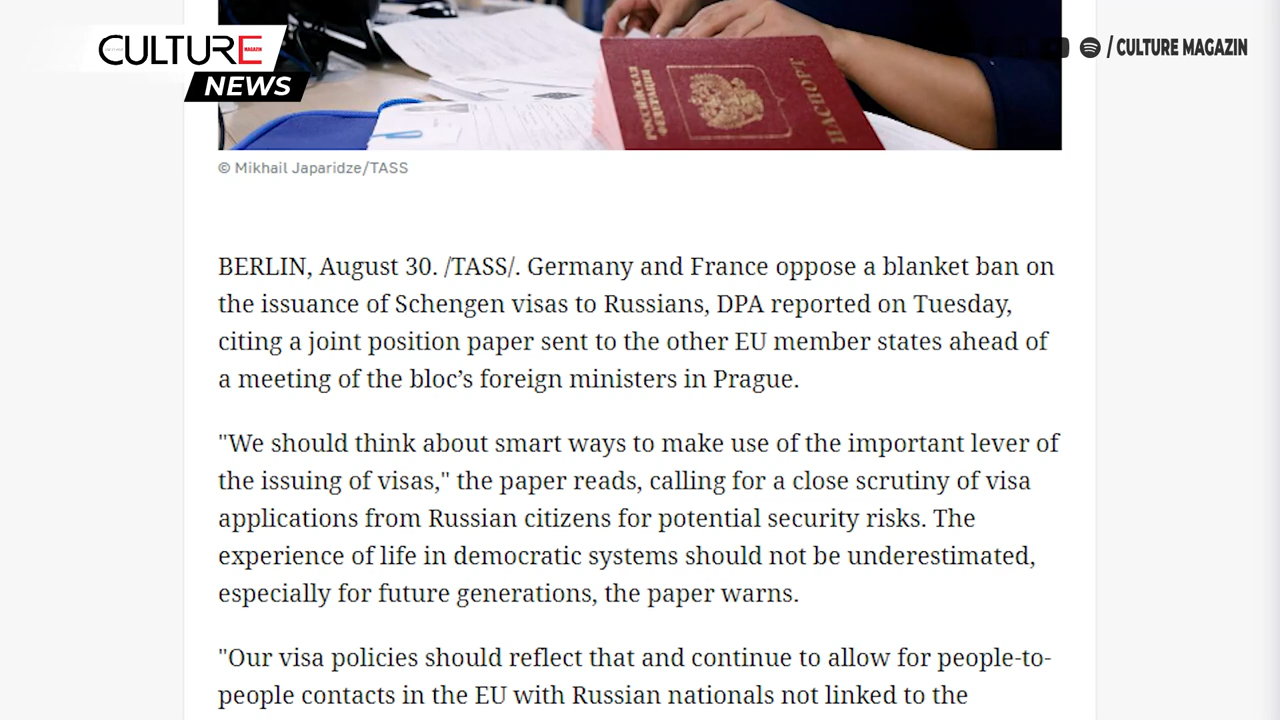 CULTURE
MAGAZIN
NEWS
/ CULTURE MAGAZIN
РОССИЙСКАЯ
ФЕДЕРАЦИЯ
ПАСПОРТ
© Mikhail Japaridze/TASS
BERLIN, August 30. /TASS/. Germany and France oppose a blanket ban on
the issuance of Schengen visas to Russians, DPA reported on Tuesday,
citing a joint position paper sent to the other EU member states ahead of
a meeting of the bloc’s foreign ministers in Prague.
"We should think about smart ways to make use of the important lever of
the issuing of visas," the paper reads, calling for a close scrutiny of visa
applications from Russian citizens for potential security risks. The
experience of life in democratic systems should not be underestimated,
especially for future generations, the paper warns.
"Our visa policies should reflect that and continue to allow for people-to-
people contacts in the EU with Russian nationals not linked to the